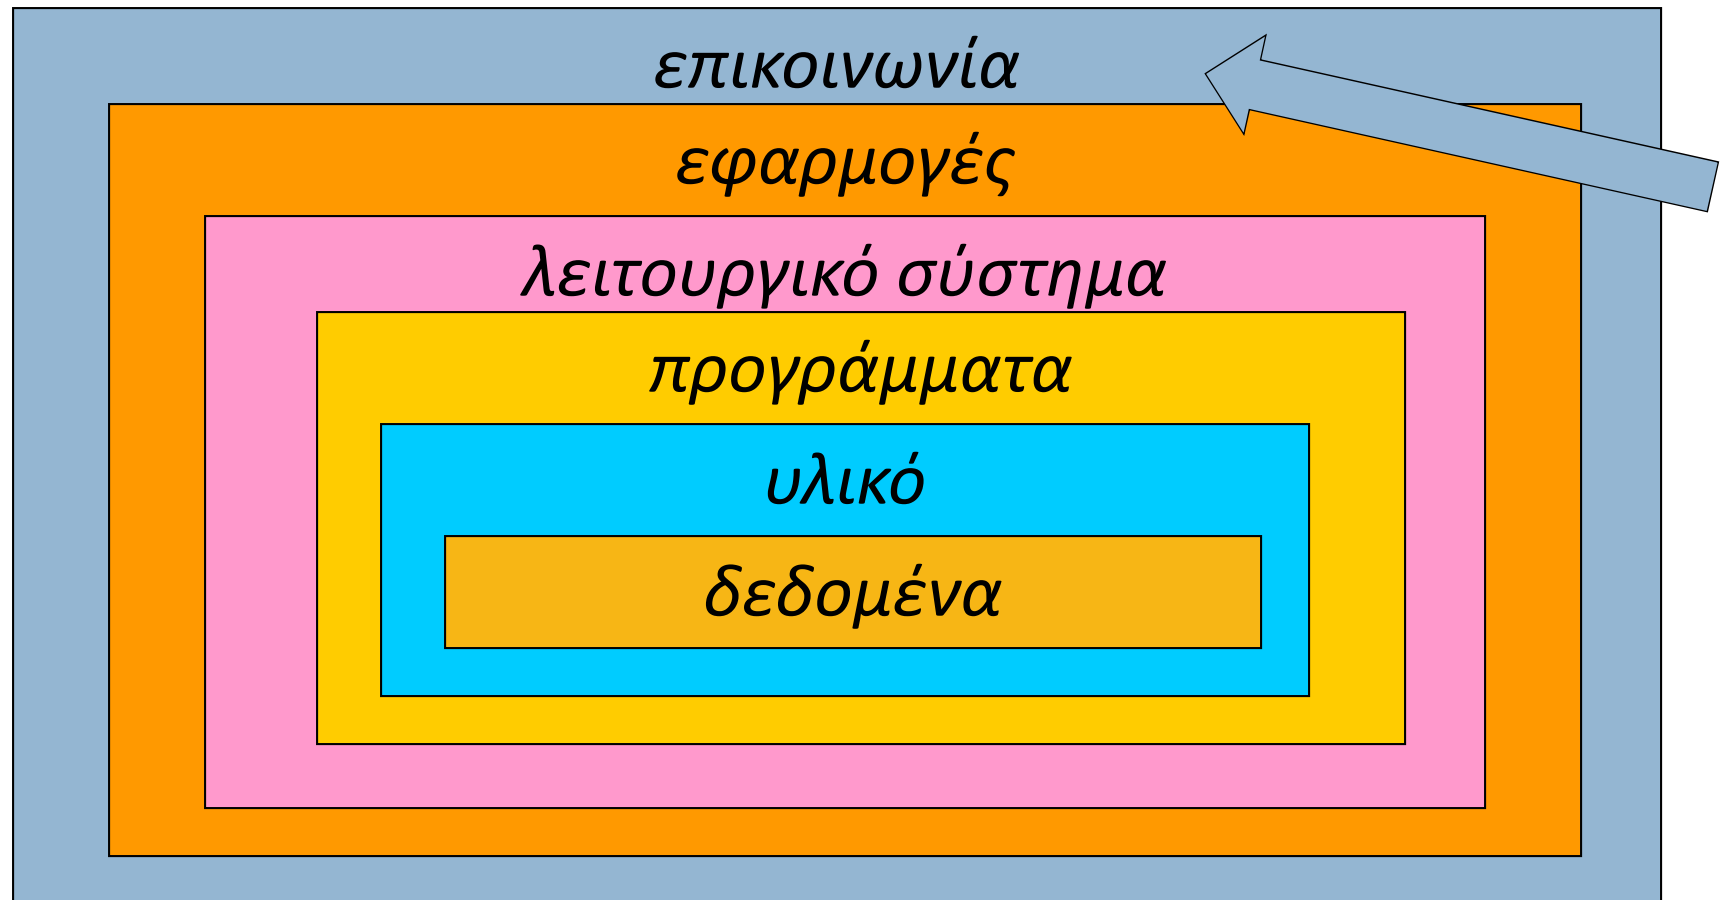 επικοινωνία
εφαρμογές
λειτουργικό σύστημα
προγράμματα
υλικό
δεδομένα